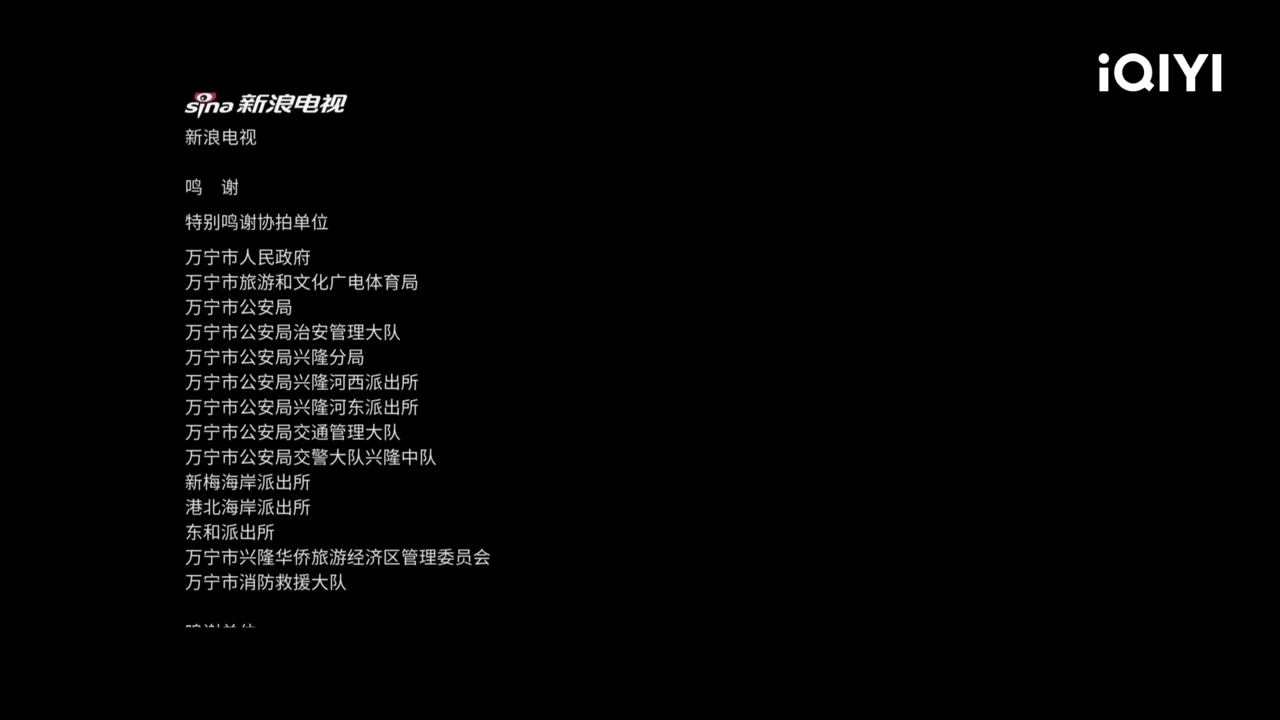 iQIYI
sina 新浪电视
新浪电视
鸣 谢
特别鸣谢协拍单位
万宁市人民政府
万宁市旅游和文化广电体育局
万宁市公安局
万宁市公安局治安管理大队
万宁市公安局兴隆分局
万宁市公安局兴隆河西派出所
万宁市公安局兴隆河东派出所
万宁市公安局交通管理大队
万宁市公安局交警大队兴隆中队
新梅海岸派出所
港北海岸派出所
东和派出所
万宁市兴隆华侨旅游经济区管理委员会
万宁市消防救援大队